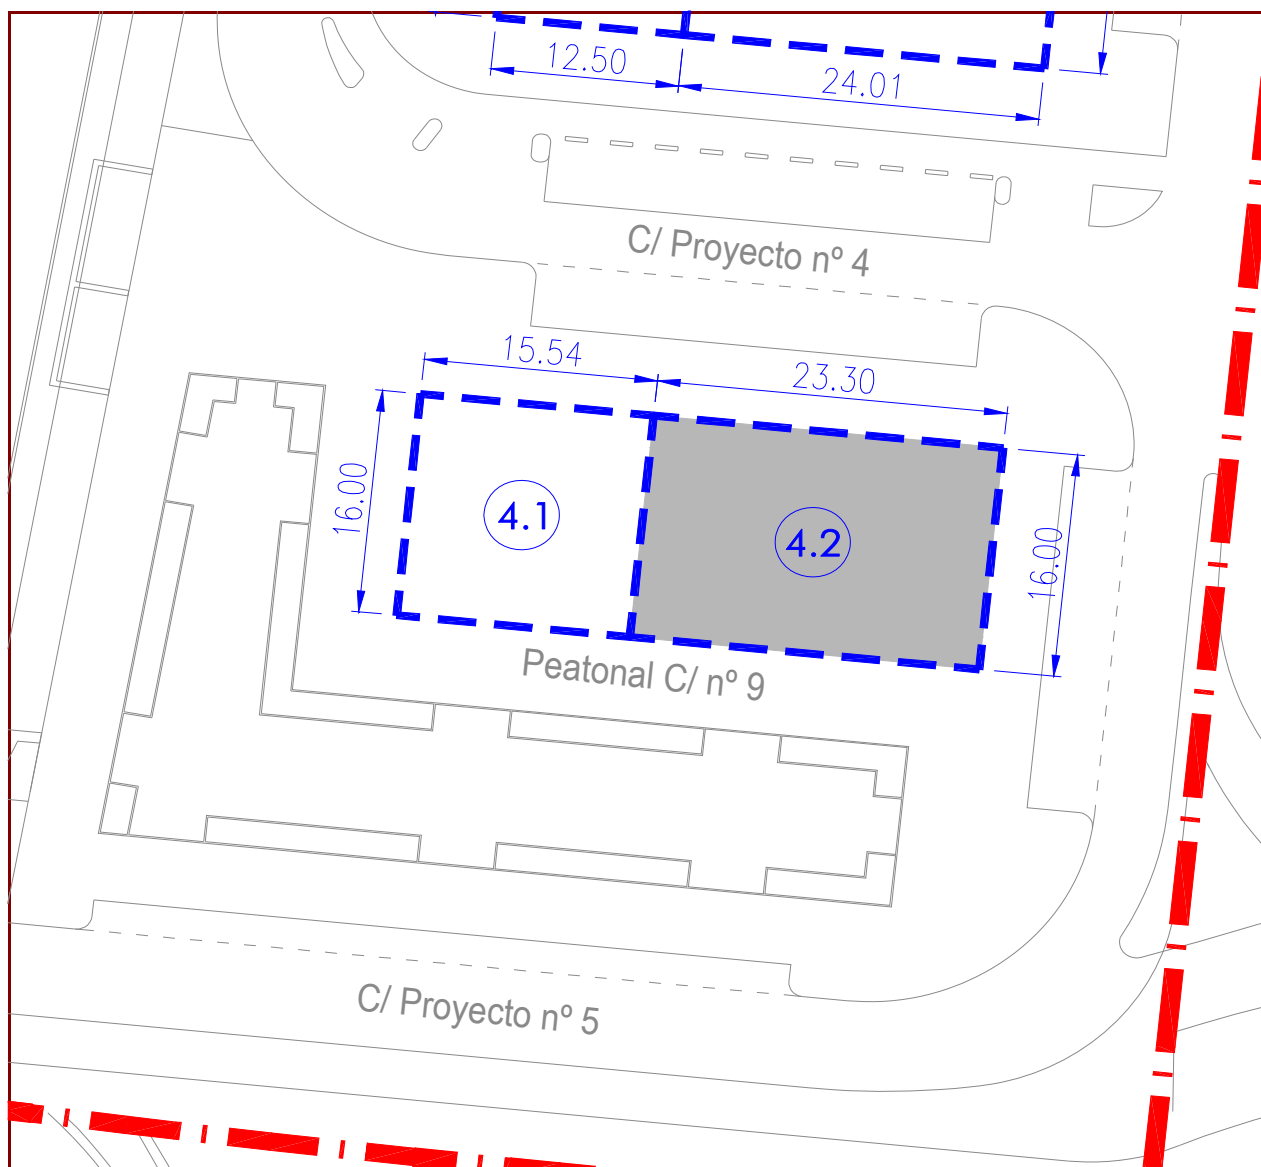 12.50
24.01
C/ Proyecto nº 4
15.54
23.30
16.00
4.1
4.2
16.00
Peatonal C/ nº 9
C/ Proyecto nº 5